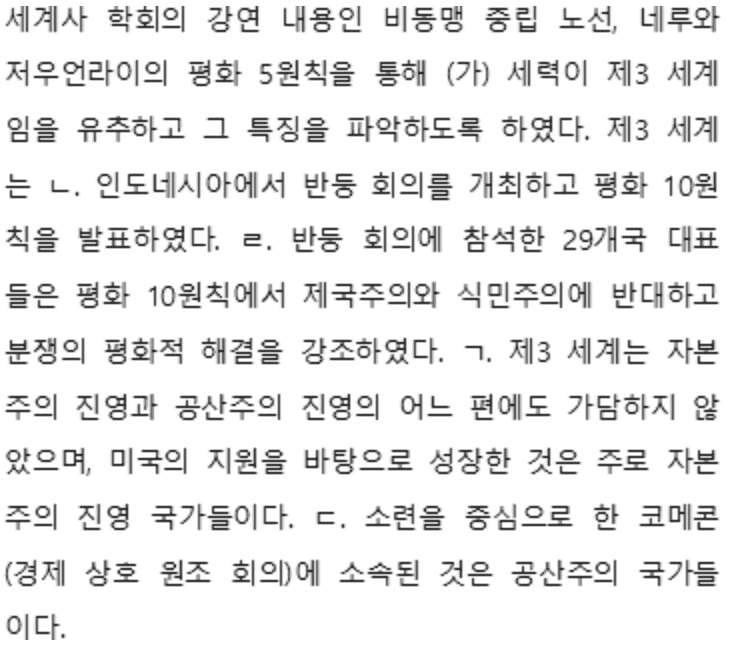 세계사 학회의 강연 내용인 비동맹 중립 노선, 네루와
저우언라이의 평화 5원칙을 통해 (가) 세력이 제3 세계
임을 유추하고 그 특징을 파악하도록 하였다. 제3 세계
는 ㄴ. 인도네시아에서 반둥 회의를 개최하고 평화 10원
칙을 발표하였다. ㄹ. 반둥 회의에 참석한 29개국 대표
들은 평화 10원칙에서 제국주의와 식민주의에 반대하고
분쟁의 평화적 해결을 강조하였다. ㄱ. 제3 세계는 자본
주의 진영과 공산주의 진영의 어느 편에도 가담하지 않
았으며, 미국의 지원을 바탕으로 성장한 것은 주로 자본
주의 진영 국가들이다. ㄷ. 소련을 중심으로 한 코메콘
(경제 상호 원조 회의)에 소속된 것은 공산주의 국가들
이다.